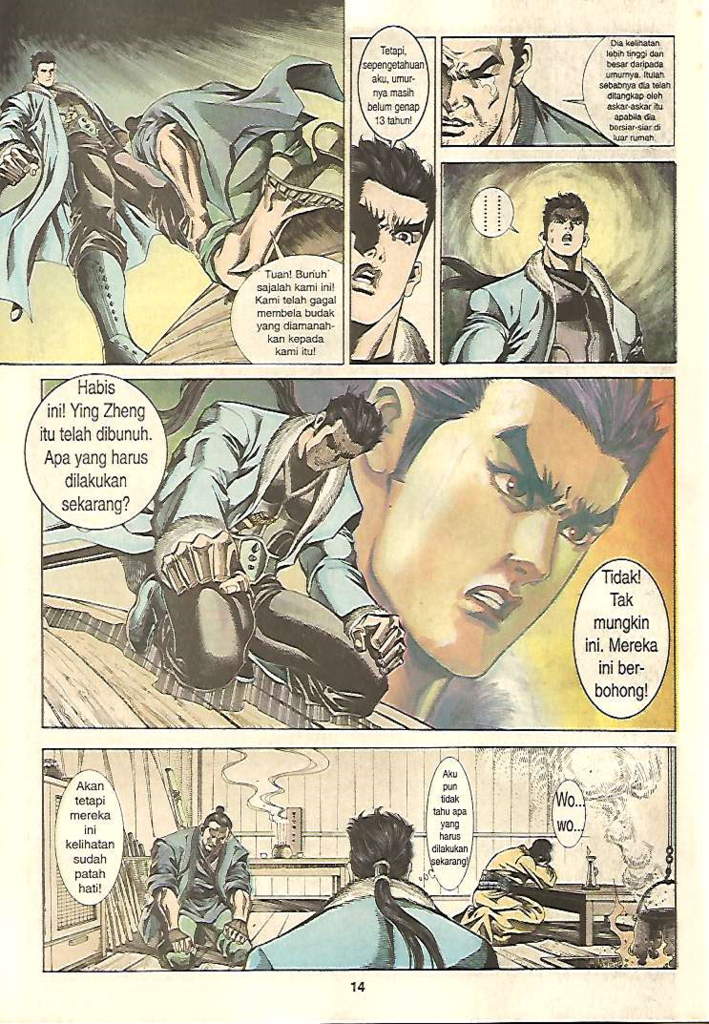 Tuan! Bunuh
sajalah kami ini!
Kami telah gagal
membela budak
yang diamanah-
kan kepada
kami itu!
Tetapi,
sepengetahuan
aku, umur-
nya masih
belum genap
13 tahun!
Dia kelihatan
lebih tinggi dan
besar daripada
umurnya. Itulah
sebabnya dia telah
ditangkap oleh
askar-askar itu
apabila dia
bersiar-siar di
luar rumah.
Habis
ini! Ying Zheng
itu telah dibunuh.
Apa yang harus
dilakukan
sekarang?
Tidak!
Tak
mungkin
ini. Mereka
ini ber-
bohong!
Akan
tetapi
mereka
ini
kelihatan
sudah
patah
hati!
Aku
pun
tidak
tahu apa
yang
harus
dilakukan
sekarang!
Wo...
wo...
14